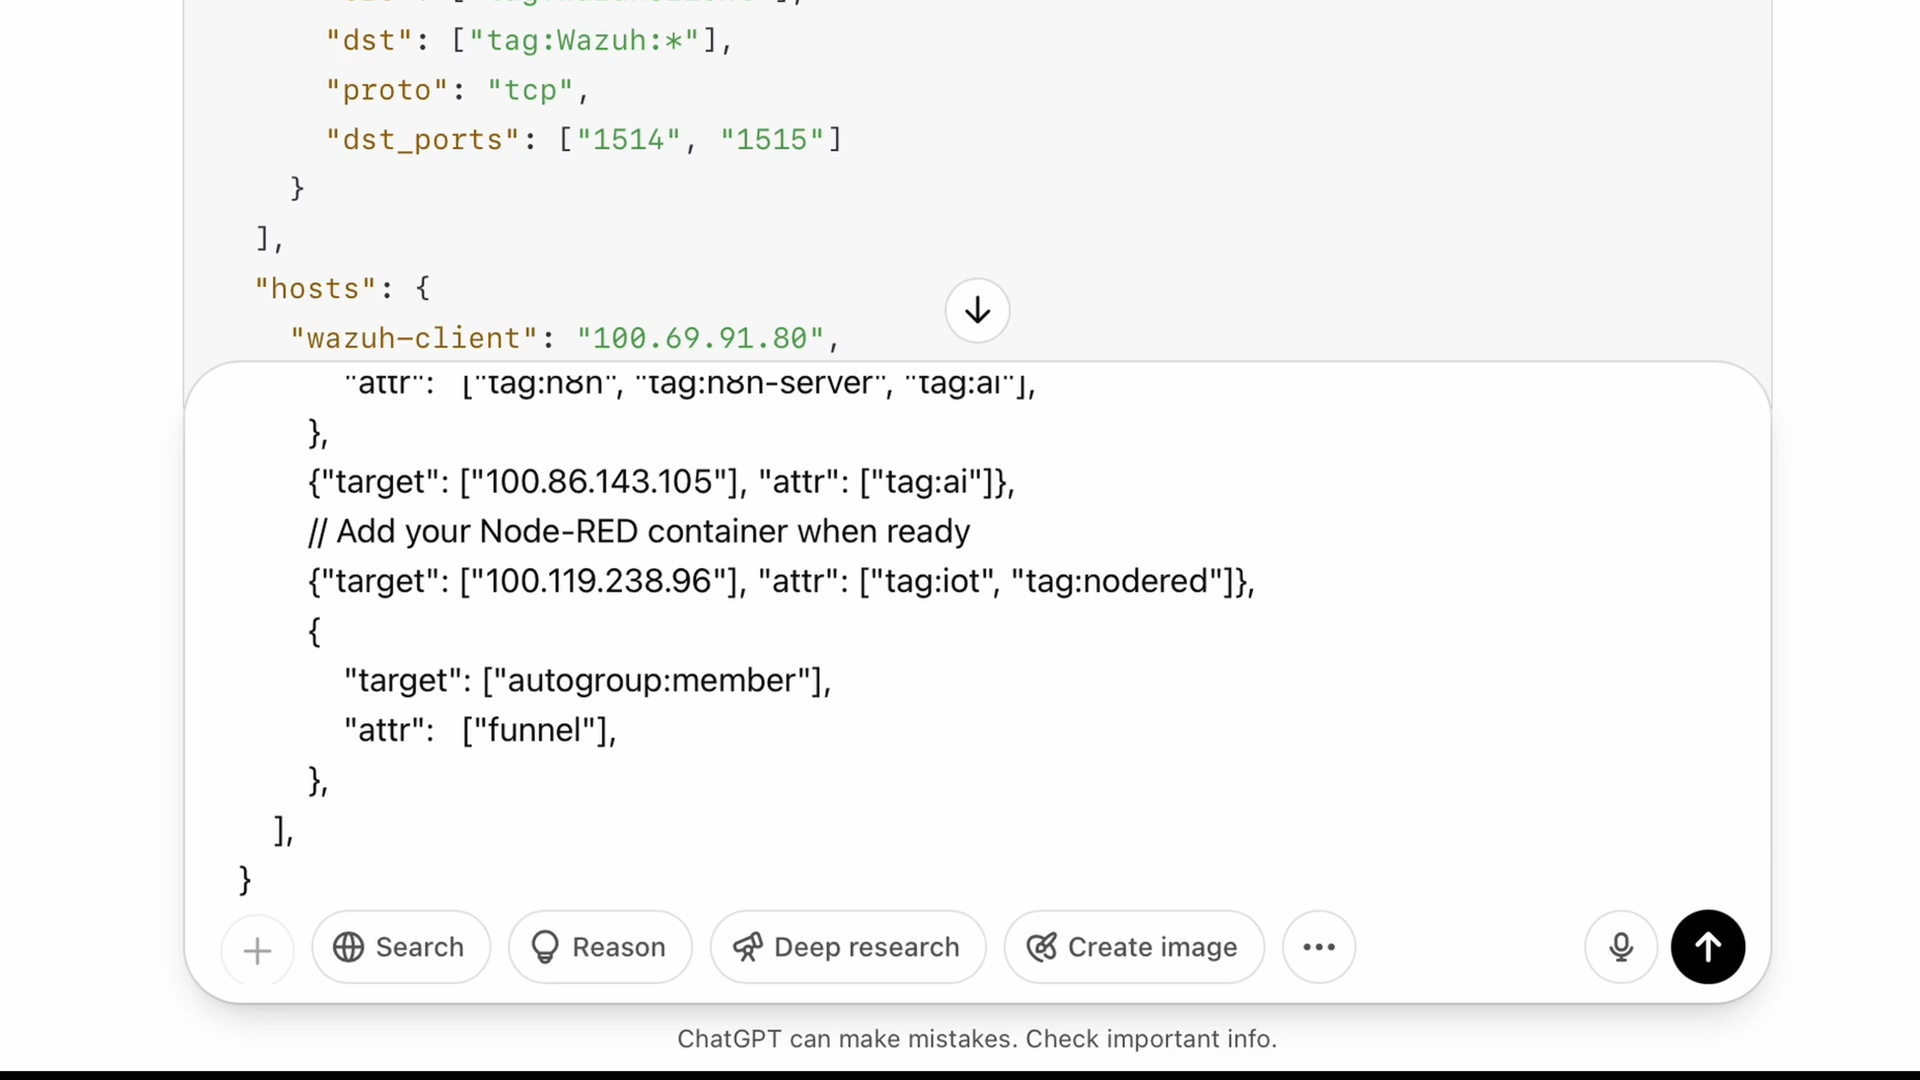 "dst": ["tag:Wazuh:*"],
"proto": "tcp",
"dst_ports": ["1514", "1515"]
}
],
"hosts": {
"wazuh-client": "100.69.91.80",
"attr": ["tag:n8n", "tag:n8n-server", "tag:ai"],
},
{"target": ["100.86.143.105"], "attr": ["tag:ai"]},
// Add your Node-RED container when ready
{"target": ["100.119.238.96"], "attr": ["tag:iot", "tag:nodered"]},
{
"target": ["autogroup:member"],
"attr": ["funnel"],
},
],
}
Search Reason Deep research Create image
ChatGPT can make mistakes. Check important info.